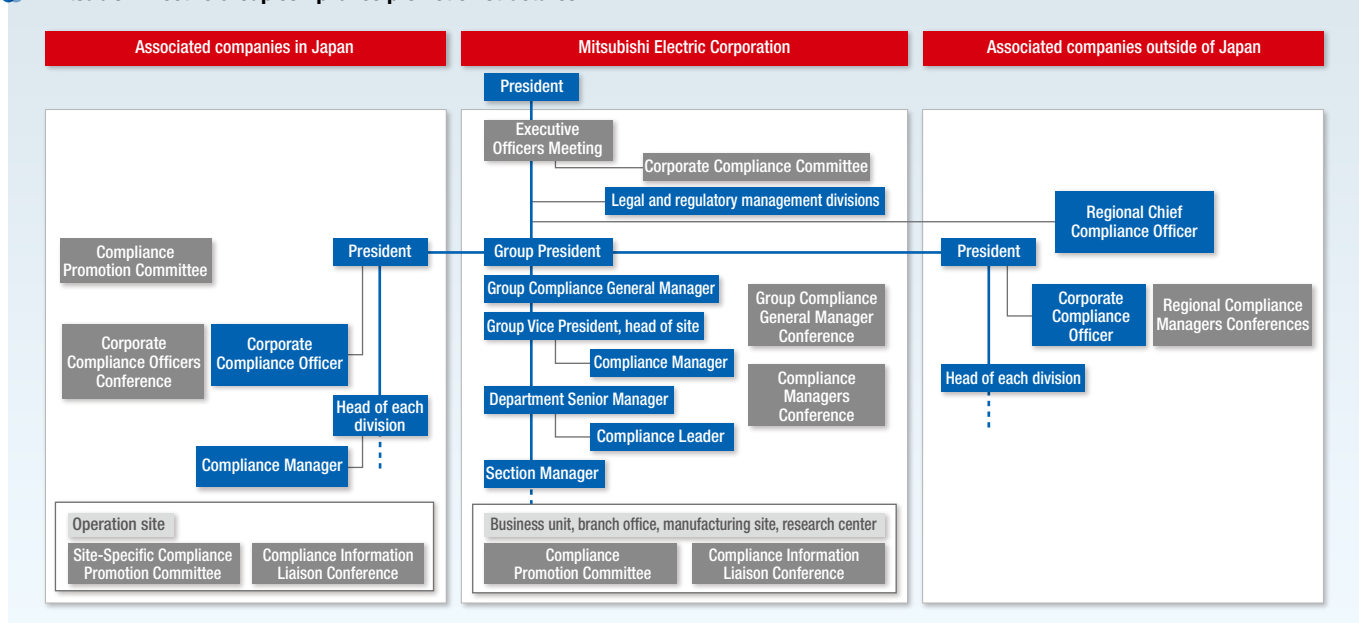 Associated companies in Japan
Mitsubishi Electric Corporation
Associated companies outside of Japan
President
Executive
Officers Meeting
Corporate Compliance Committee
Legal and regulatory management divisions
Regional Chief
Compliance Officer
Compliance
Promotion Committee
President
Group President
President
Group Compliance General Manager
Group Compliance
General Manager
Conference
Corporate
Compliance
Officer
Regional Compliance
Managers Conferences
Group Vice President, head of site
Corporate
Compliance Officers
Conference
Corporate
Compliance Officer
Compliance Manager
Compliance
Managers
Conference
Head of each division
Department Senior Manager
Head of each
division
Compliance Leader
Compliance Manager
Section Manager
Operation site
Site-Specific Compliance
Promotion Committee
Compliance Information
Liaison Conference
Business unit, branch office, manufacturing site, research center
Compliance
Promotion Committee
Compliance Information
Liaison Conference